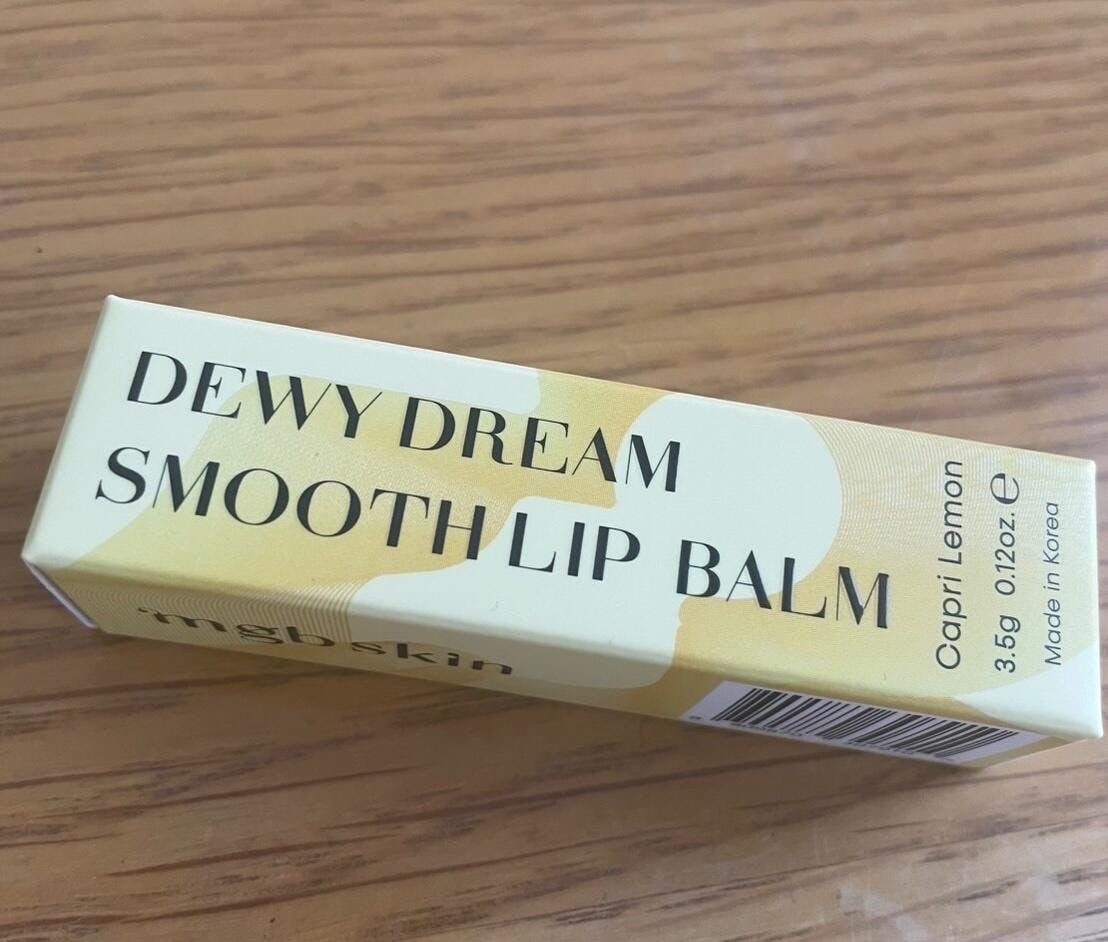 DEWY DREAM
SMOOTH LIP BALM
Capri Lemon
3.5g 0.12oz. ℮
Made in Korea
mgb skin